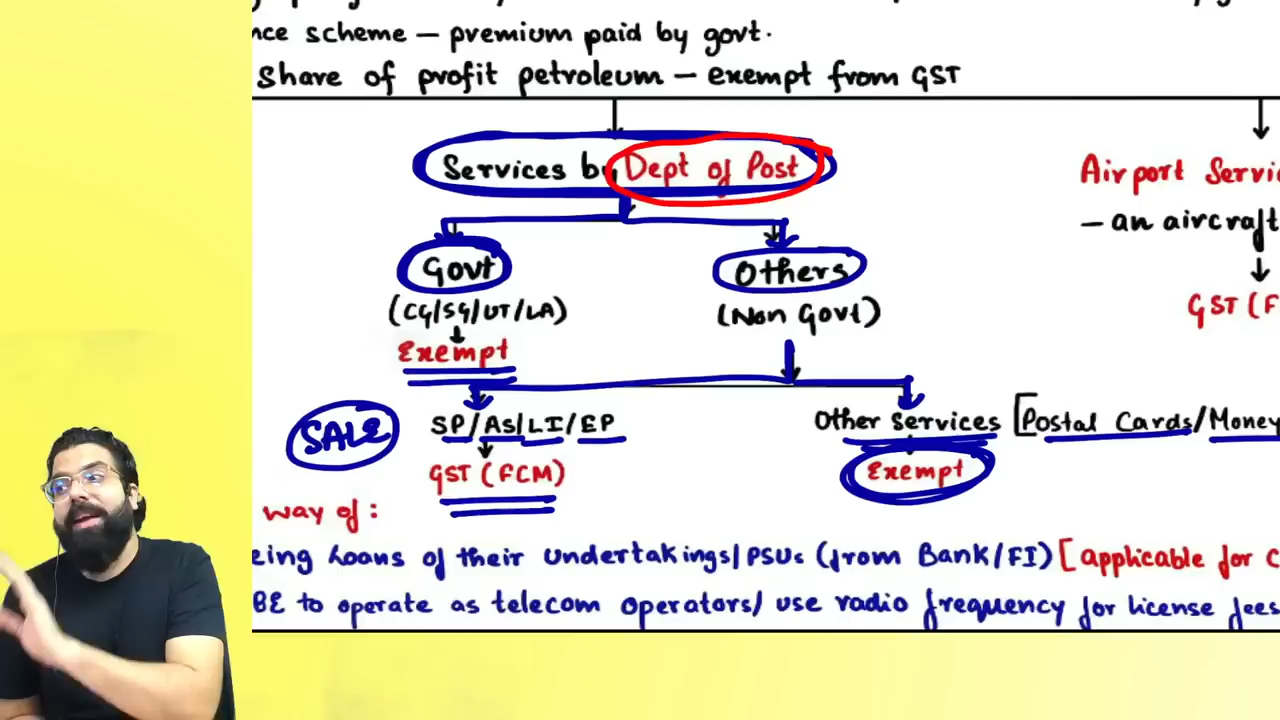 nce scheme – premium paid by govt.
Share of profit petroleum – exempt from GST
Services by Dept of Post
Airport
– an aircraft
GST (F
Govt
Others
(CG/SG/UT/LA)
(Non Govt)
Exempt
SALE
SP/AS/LI/EP
Other Services [Postal Cards/Money
GST (FCM)
Exempt
way of:
eing Loans of their undertakings/PSUs (from Bank/FI) [applicable for C
BE to operate as telecom operators/ use radio frequency for license fees